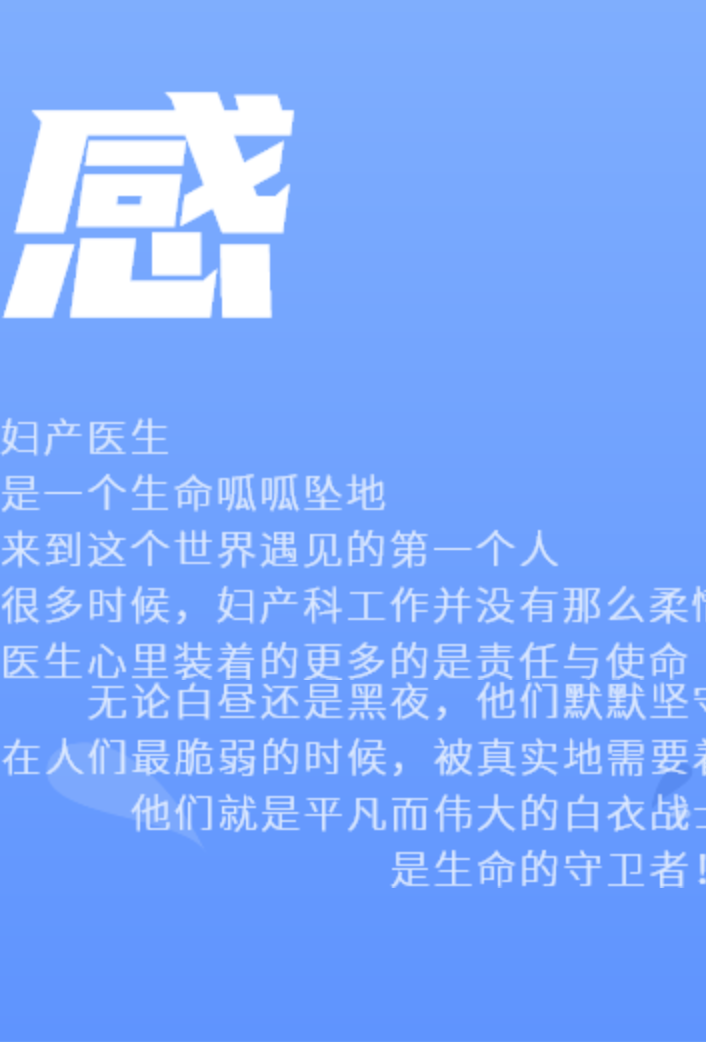 感
妇产医生
是一个生命呱呱坠地
来到这个世界遇见的第一个人
很多时候，妇产科工作并没有那么柔
医生心里装着的更多的是责任与使命
无论白昼还是黑夜，他们默默坚守
在人们最脆弱的时候，被真实地需要着
他们就是平凡而伟大的白衣战士
是生命的守卫者！